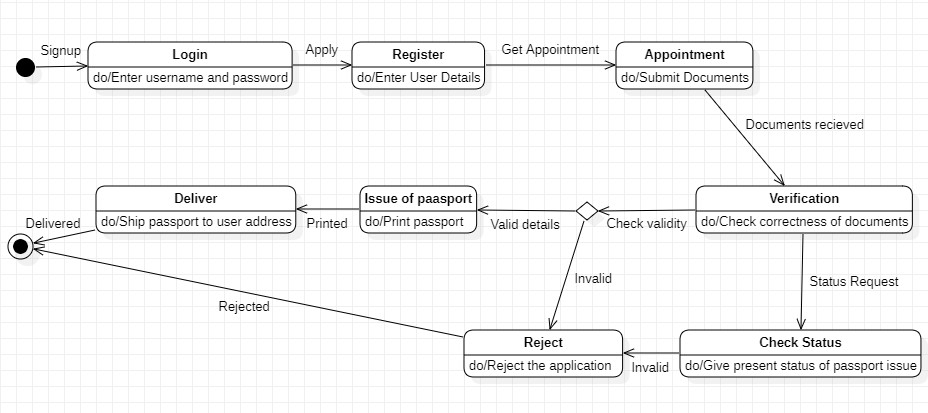 Signup
Login
do/Enter username and password
Apply
Register
do/Enter User Details
Get Appointment
Appointment
do/Submit Documents
Documents recieved
Deliver
do/Ship passport to user address
Delivered
Printed
Issue of paasport
do/Print passport
Valid details
Check validity
Verification
do/Check correctness of documents
Invalid
Status Request
Rejected
Reject
do/Reject the application
Invalid
Check Status
do/Give present status of passport issue